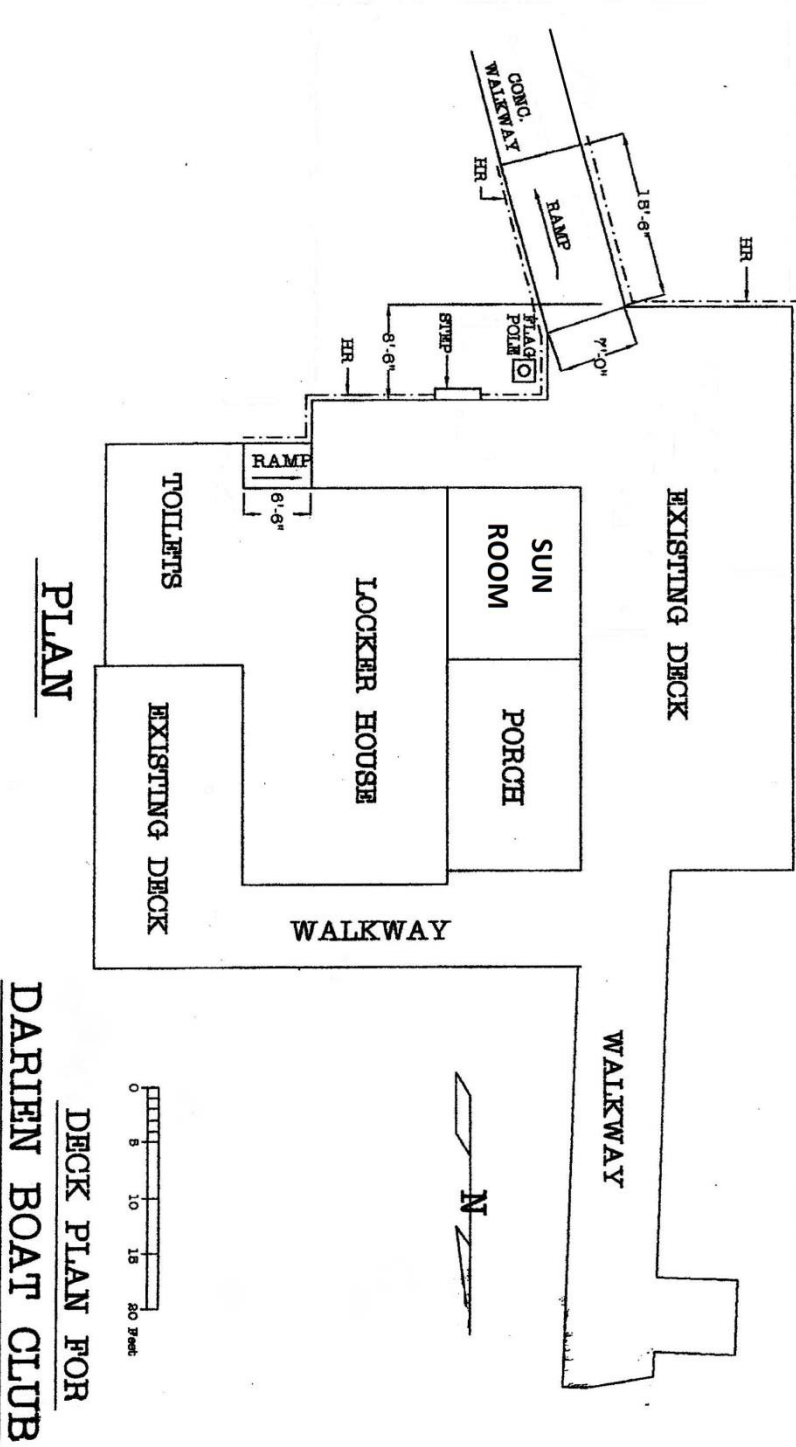 CONC.
WALKWAY
HR
RAMP
15'-6"
HR
7'-0"
FLAG
POLE
STEP
8'-6"
HR
RAMP
6'-6"
EXISTING DECK
SUN
ROOM
PORCH
LOCKER HOUSE
TOILETS
EXISTING DECK
WALKWAY
WALKWAY
N
0 5 10 15 20 Feet
PLAN
DECK PLAN FOR
DARIEN BOAT CLUB